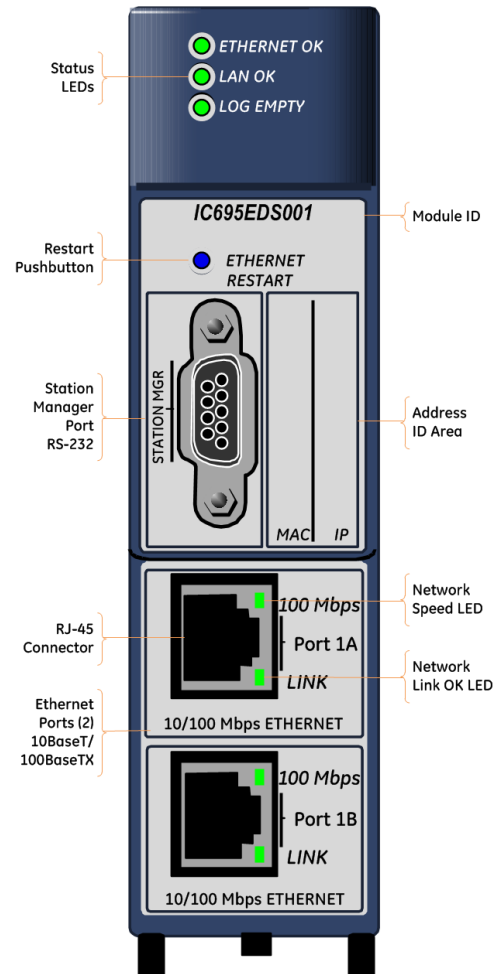 ETHERNET OK
LAN OK
LOG EMPTY
Status
LEDs
IC695EDS001
Module ID
Restart
Pushbutton
ETHERNET
RESTART
Station
Manager
Port
RS-232
STATION MGR
Address
ID Area
MAC
IP
100 Mbps
Port 1A
LINK
10/100 Mbps ETHERNET
Network
Speed LED
RJ-45
Connector
Network
Link OK LED
Ethernet
Ports (2)
10BaseT/
100BaseTX
100 Mbps
Port 1B
LINK
10/100 Mbps ETHERNET